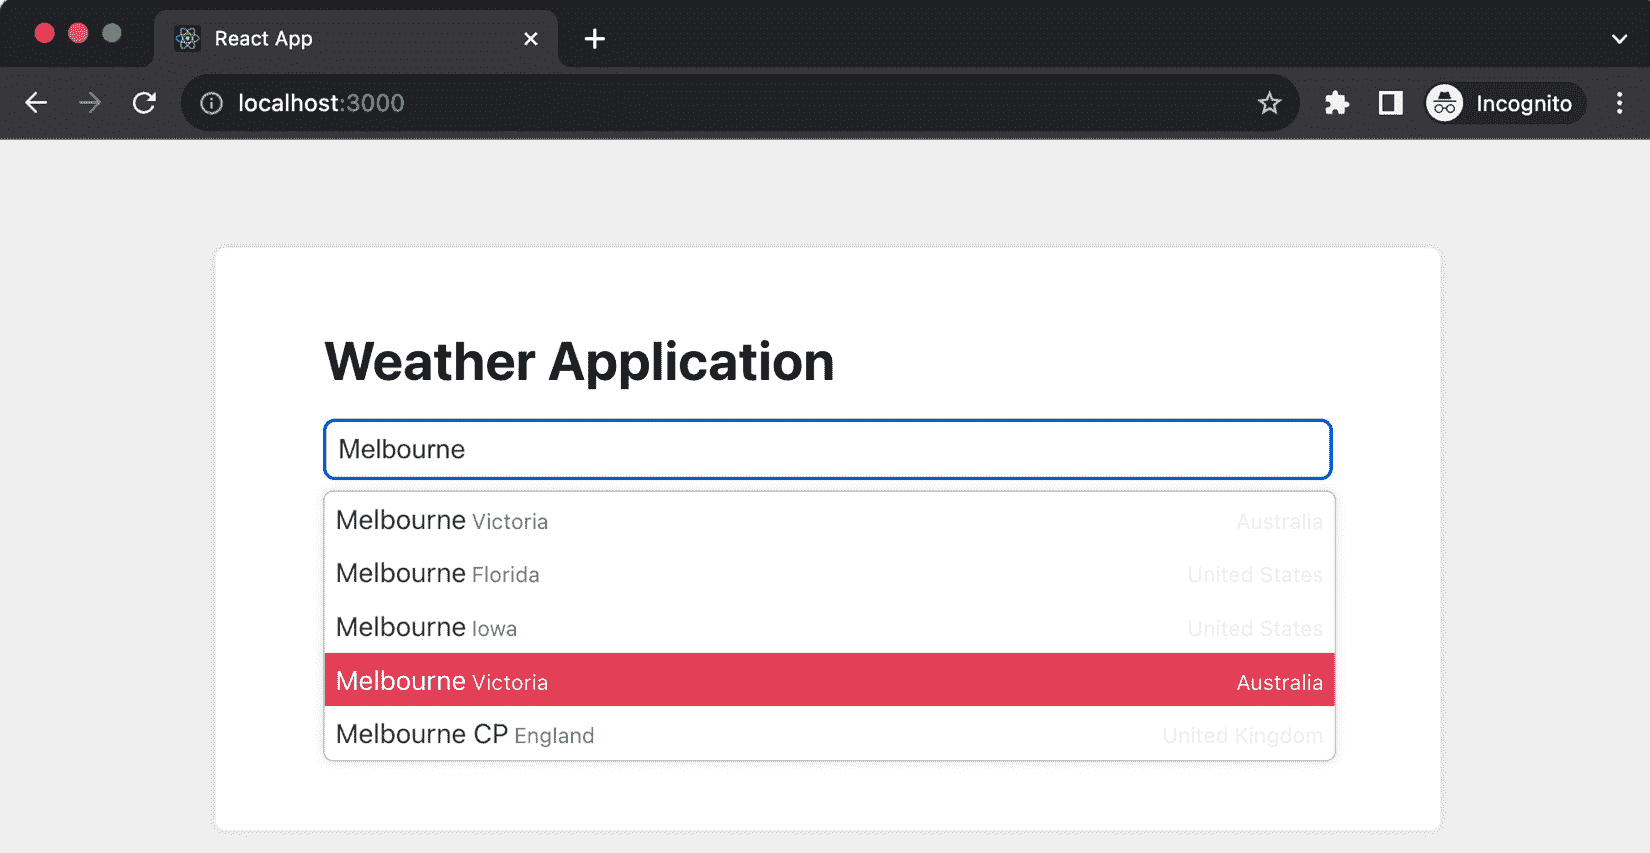 React App
localhost:3000
Incognito
Weather Application
Melbourne
Melbourne Victoria Australia
Melbourne Florida United States
Melbourne Iowa United States
Melbourne Victoria Australia
Melbourne CP England United Kingdom